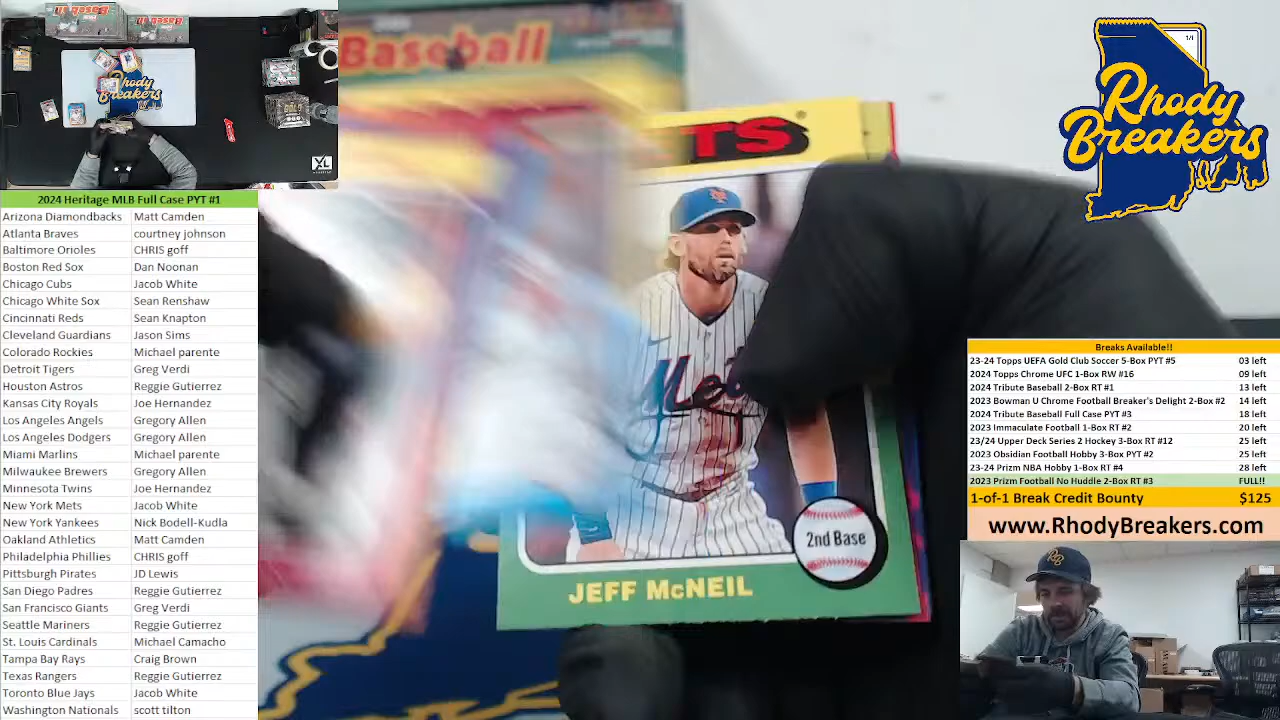 Baseball
Rhody
Breakers
XL
1/1
Rhody
Breakers
2024 Heritage MLB Full Case PYT #1
Arizona Diamondbacks Matt Camden
Atlanta Braves courtney johnson
Baltimore Orioles CHRIS goff
Boston Red Sox Dan Noonan
Chicago Cubs Jacob White
Chicago White Sox Sean Renshaw
Cincinnati Reds Sean Knapton
Cleveland Guardians Jason Sims
Colorado Rockies Michael parente
Detroit Tigers Greg Verdi
Houston Astros Reggie Gutierrez
Kansas City Royals Joe Hernandez
Los Angeles Angels Gregory Allen
Los Angeles Dodgers Gregory Allen
Miami Marlins Michael parente
Milwaukee Brewers Gregory Allen
Minnesota Twins Joe Hernandez
New York Mets Jacob White
New York Yankees Nick Bodell-Kudla
Oakland Athletics Matt Camden
Philadelphia Phillies CHRIS goff
Pittsburgh Pirates JD Lewis
San Diego Padres Reggie Gutierrez
San Francisco Giants Greg Verdi
Seattle Mariners Reggie Gutierrez
St. Louis Cardinals Michael Camacho
Tampa Bay Rays Craig Brown
Texas Rangers Reggie Gutierrez
Toronto Blue Jays Jacob White
Washington Nationals scott tilton
TS
Mets
2nd Base
JEFF McNEIL
Breaks Available!!
23-24 Topps UEFA Gold Club Soccer 5-Box PYT #5 03 left
2024 Topps Chrome UFC 1-Box RW #16 09 left
2024 Tribute Baseball 2-Box RT #1 13 left
2023 Bowman U Chrome Football Breaker's Delight 2-Box #2 14 left
2024 Tribute Baseball Full Case PYT #3 18 left
2023 Immaculate Football 1-Box RT #2 20 left
23/24 Upper Deck Series 2 Hockey 3-Box RT #12 25 left
2023 Obsidian Football Hobby 3-Box PYT #2 25 left
23-24 Prizm NBA Hobby 1-Box RT #4 28 left
2023 Prizm Football No Huddle 2-Box RT #3 FULL!!
1-of-1 Break Credit Bounty $125
www.RhodyBreakers.com
RB